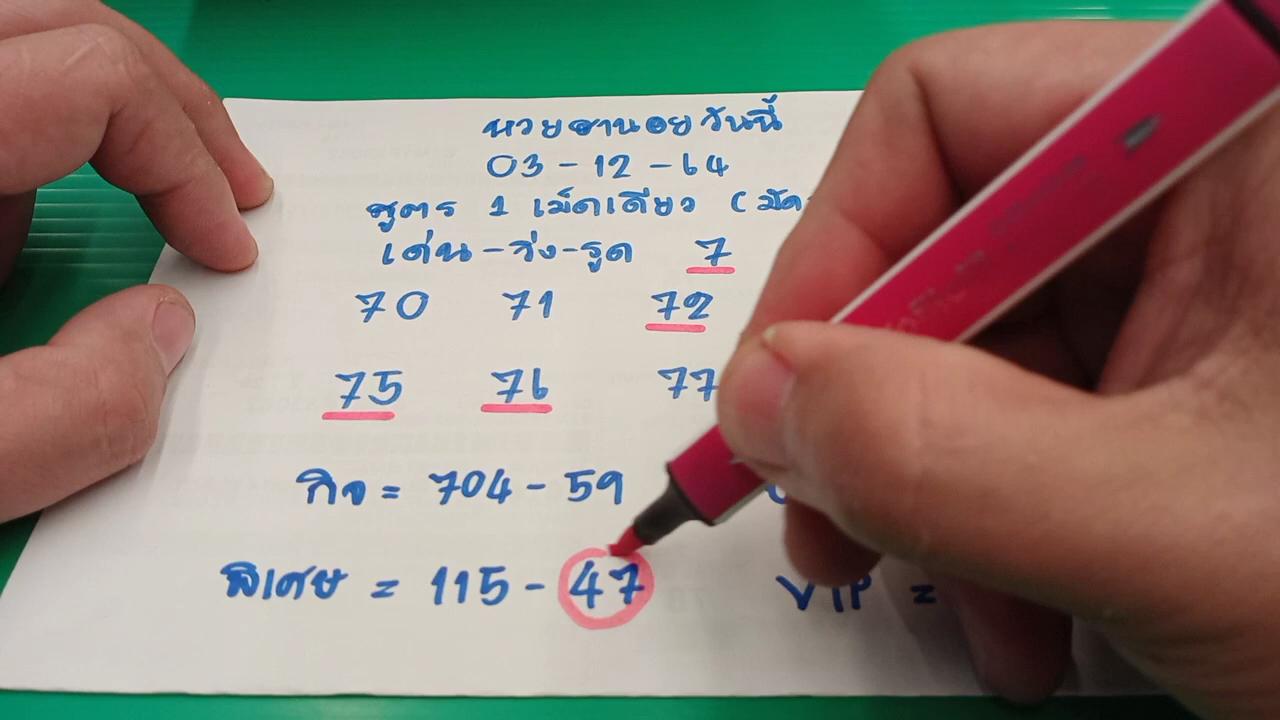 หวยฮานอยวันนี้
03-12-64
สูตร 1 เม็ดเดียว (
เด่น-วิ่ง-รูด 7
70 71 72
75 76 77
กิจ = 704-59
พิเศษ = 115-47 VIP =